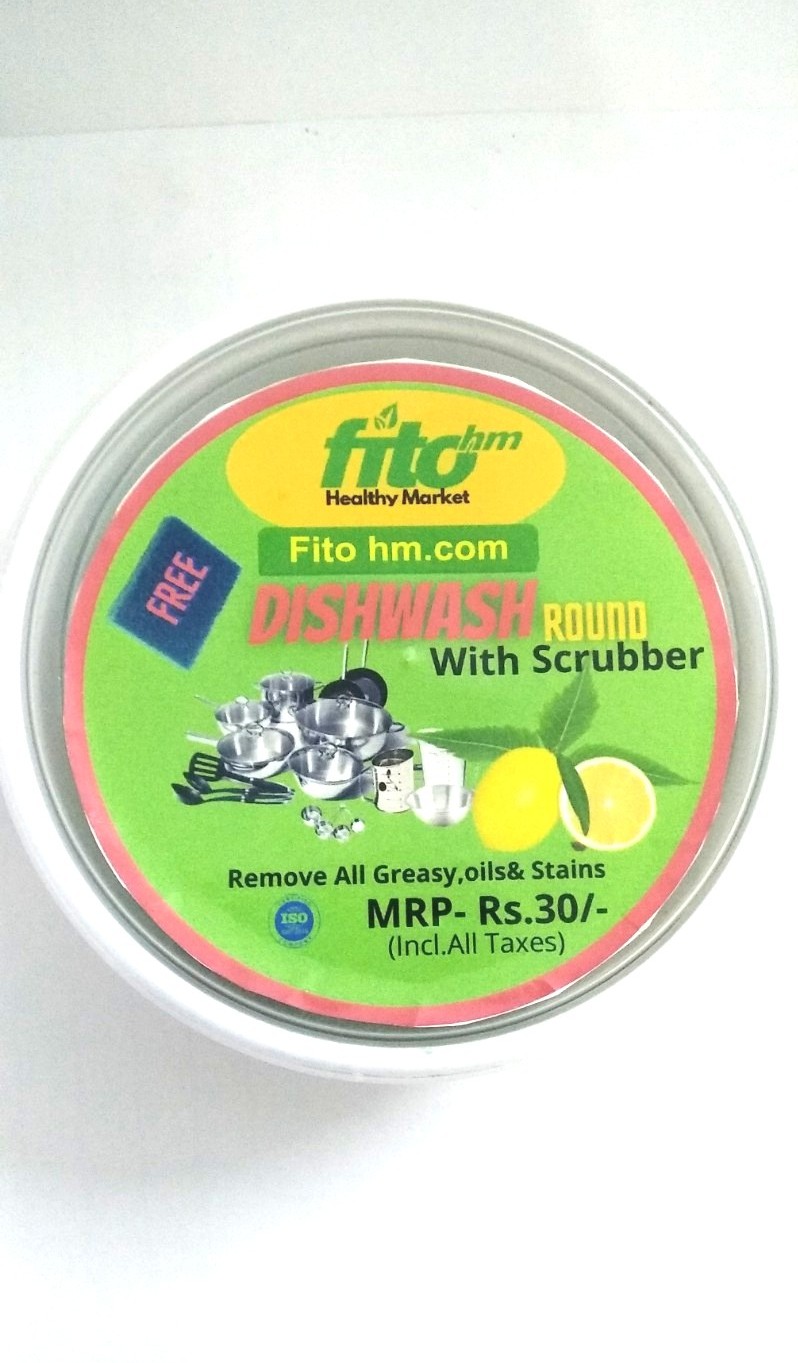 fito hm
Healthy Market
Fito hm.com
FREE
DISHWASH ROUND
With Scrubber
Remove All Greasy,oils& Stains
ISO
MRP- Rs.30/-
(Incl.All Taxes)